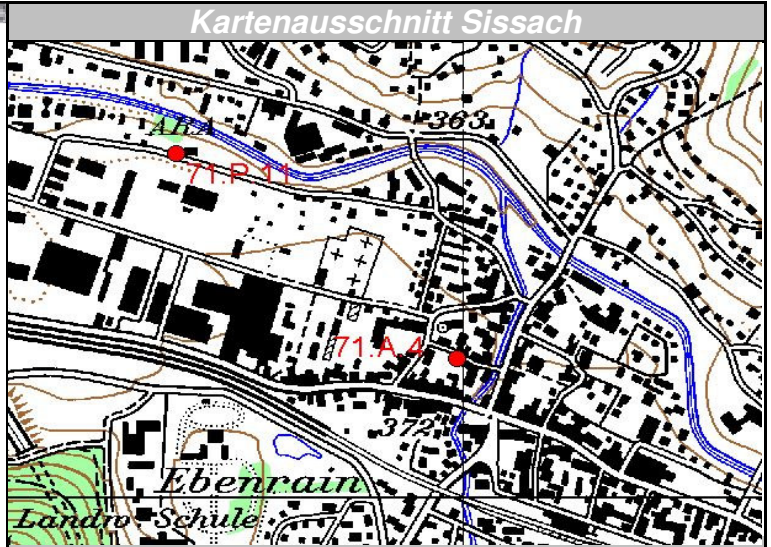 Kartenausschnitt Sissach
363
ARA
71.P.11
71.A.4
372
Ebenrain
Landw. Schule